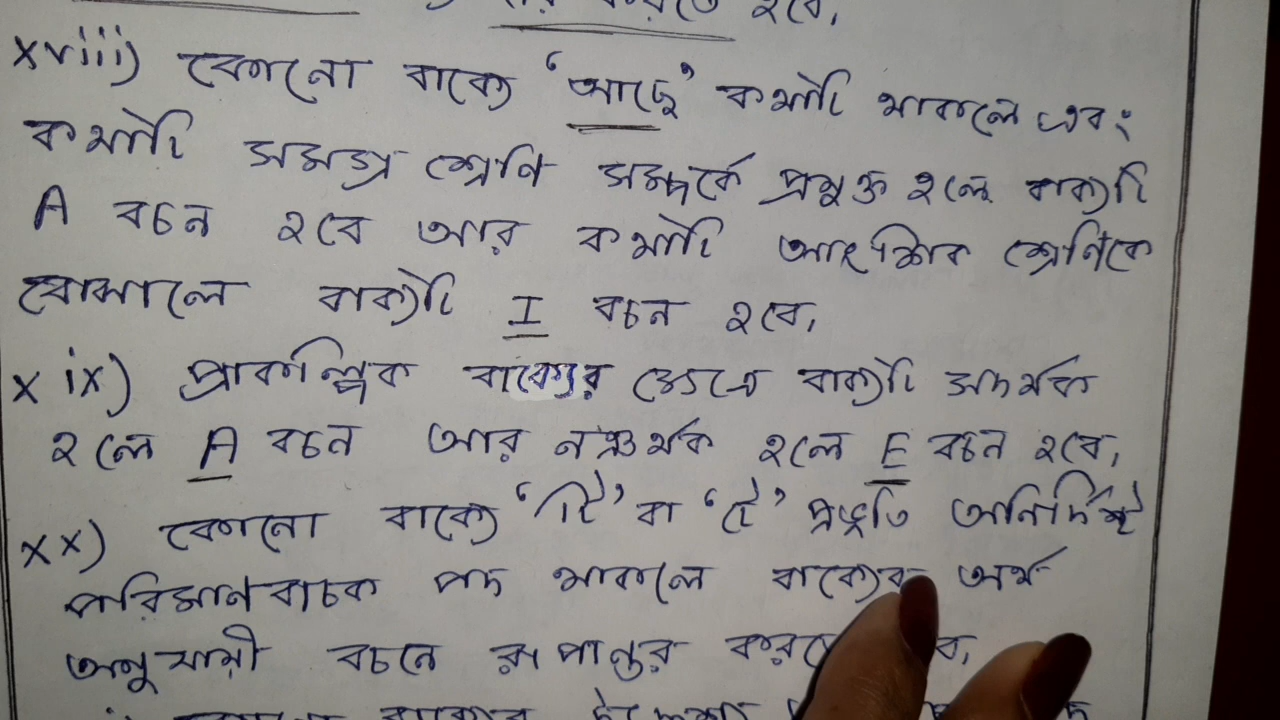 করতে হবে।
xviii) কোনো বাক্যে ‘আছে’ কথাটি থাকলে এবং
কথাটি সমগ্র শ্রেণি সম্পর্কে প্রযুক্ত হলে বাক্যটি
A বচন হবে আর কথাটি আংশিক শ্রেণিকে
বোঝালে বাক্যটি I বচন হবে।
xix) প্রাকল্পিক বাক্যের ক্ষেত্রে বাক্যটি সদর্থক
হলে A বচন আর নঞর্থক হলে E বচন হবে।
xx) কোনো বাক্যে ‘টি’ বা ‘টে’ প্রভৃতি অনির্দিষ্ট
পরিমাণবাচক পদ থাকলে বাক্যের অর্থ
অনুযায়ী বচনে রূপান্তর